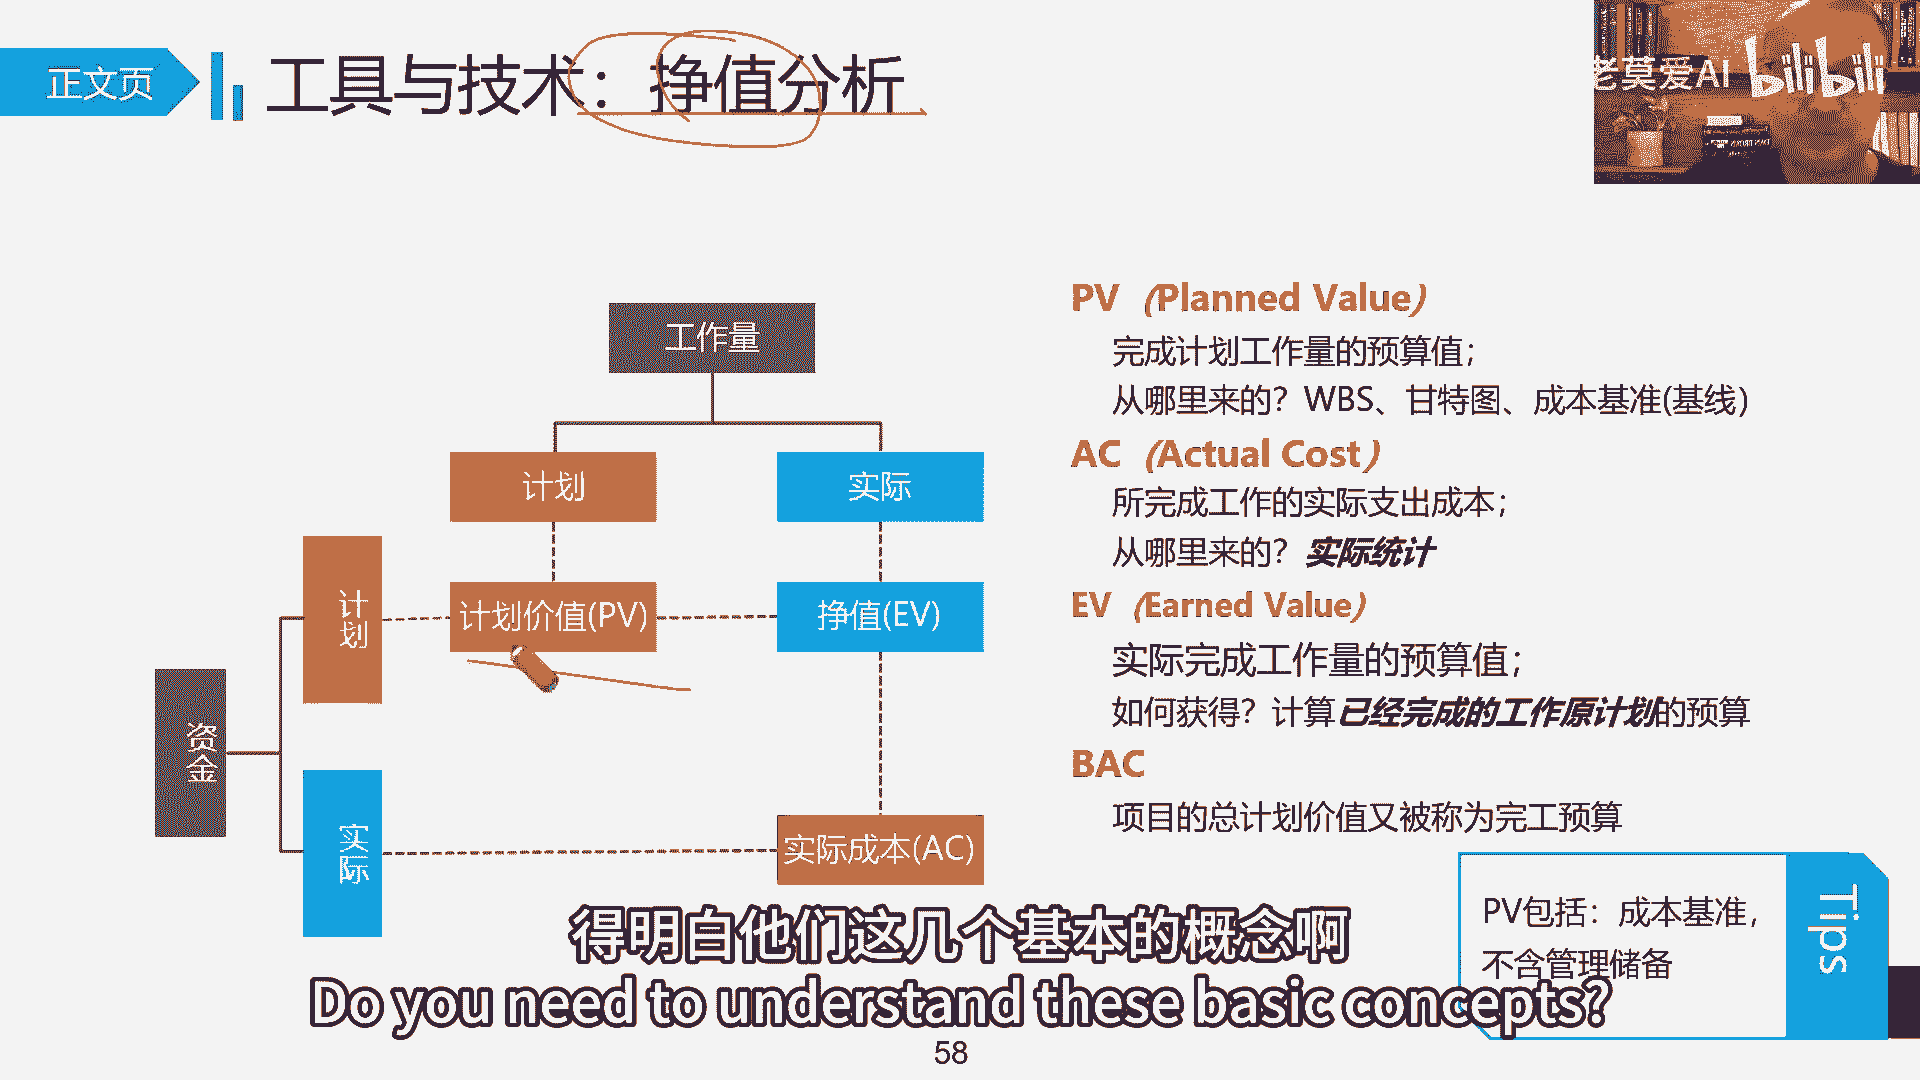 正文页
工具与技术：挣值分析
老莫爱AI
bilibili
工作量
计划
实际
计划
计划价值(PV)
挣值(EV)
资金
实际
实际成本(AC)
PV（Planned Value）
完成计划工作量的预算值；
从哪里来的？WBS、甘特图、成本基准(基线)
AC（Actual Cost）
所完成工作的实际支出成本；
从哪里来的？实际统计
EV（Earned Value）
实际完成工作量的预算值；
如何获得？计算已经完成的工作原计划的预算
BAC
项目的总计划价值又被称为完工预算
PV包括：成本基准，
不含管理储备
Tips
得明白他们这几个基本的概念啊
Do you need to understand these basic concepts?
58